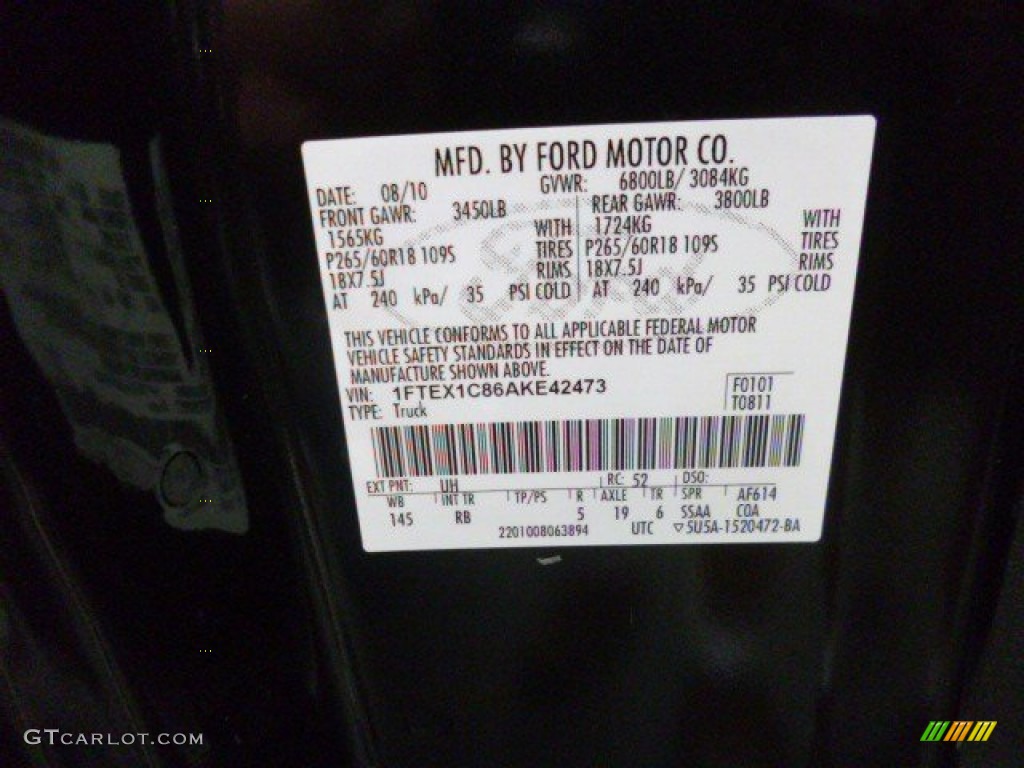 MFD. BY FORD MOTOR CO.
DATE: 08/10 GVWR: 6800LB/ 3084KG
FRONT GAWR: 3450LB REAR GAWR: 3800LB
1565KG WITH 1724KG WITH
P265/60R18 109S TIRES P265/60R18 109S TIRES
18X7.5J RIMS 18X7.5J RIMS
AT 240 kPa/ 35 PSI COLD AT 240 kPa/ 35 PSI COLD
THIS VEHICLE CONFORMS TO ALL APPLICABLE FEDERAL MOTOR
VEHICLE SAFETY STANDARDS IN EFFECT ON THE DATE OF
MANUFACTURE SHOWN ABOVE.
VIN: 1FTEX1C86AKE42473 F0101
TYPE: Truck T0811
EXT PNT: UH RC: 52 DSO:
WB INT TR TP/PS R AXLE TR SPR AF614
145 RB 5 19 6 SSAA COA
2201008063894 UTC ▽5U5A-1520472-BA
GTCARLOT.COM